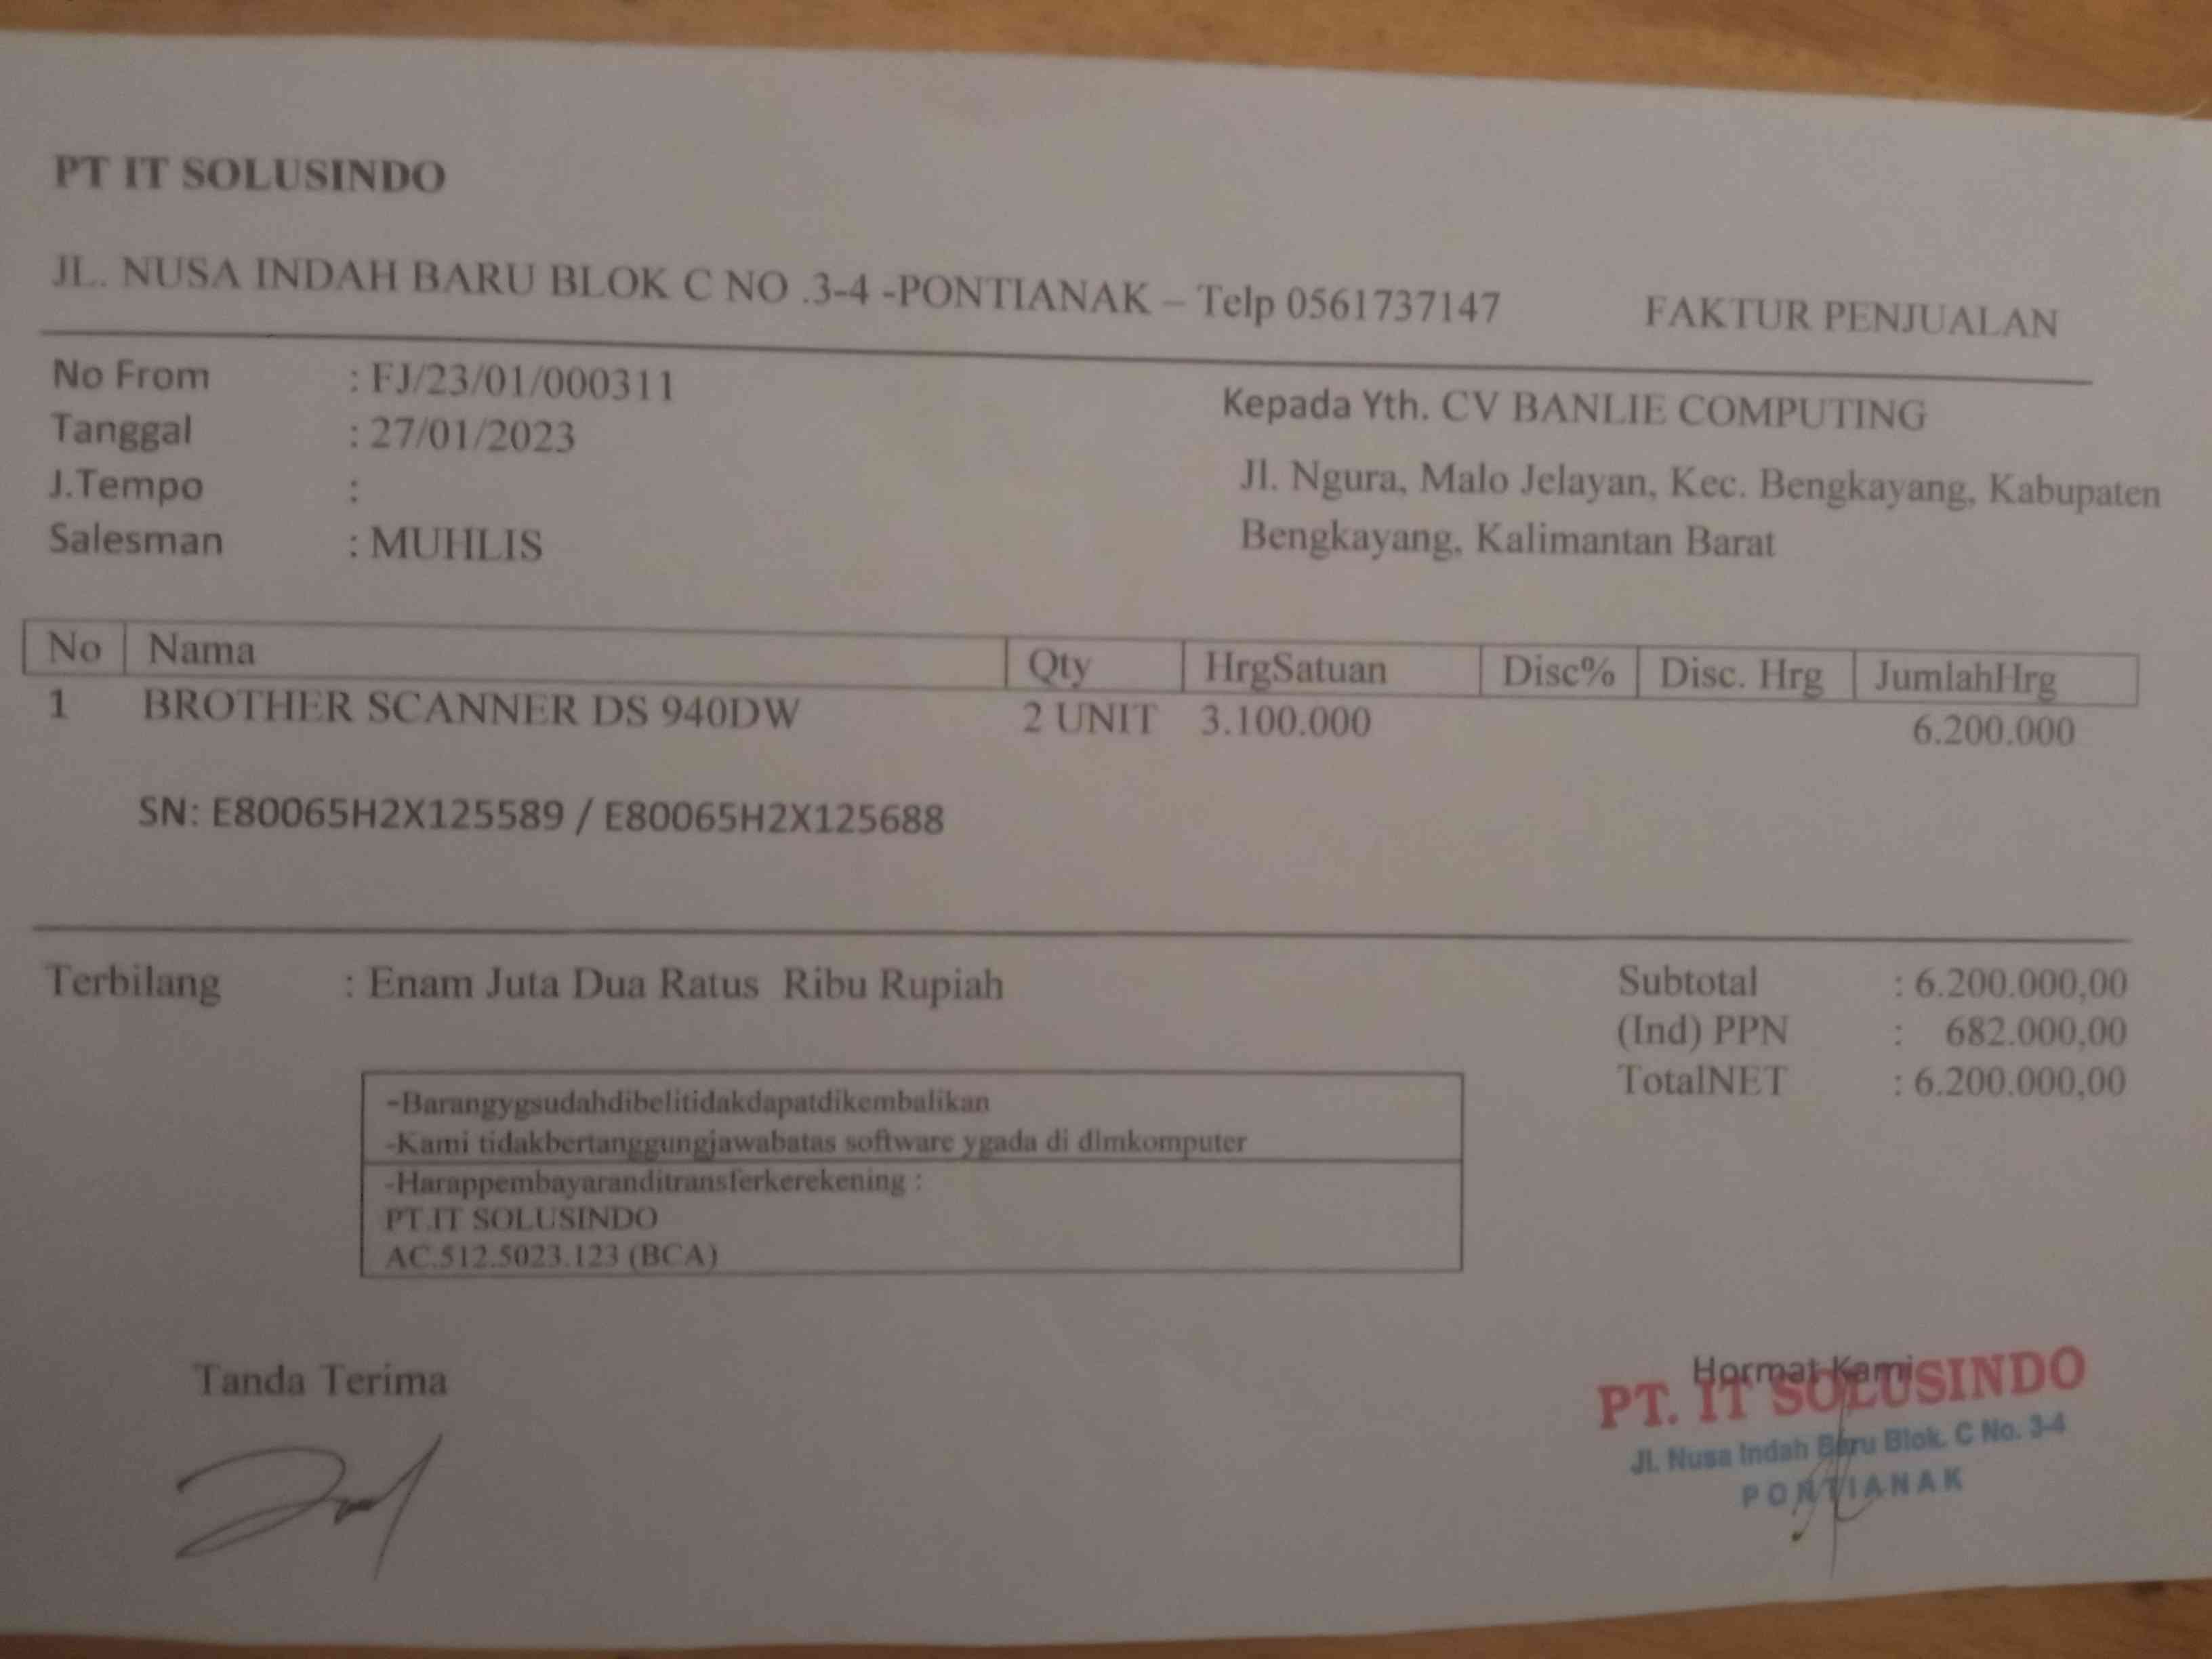 PT IT SOLUSINDO
JL. NUSA INDAH BARU BLOK C NO .3-4 -PONTIANAK – Telp 0561737147 FAKTUR PENJUALAN
No From : FJ/23/01/000311
Tanggal : 27/01/2023
J.Tempo :
Salesman : MUHLIS
Kepada Yth. CV BANLIE COMPUTING
Jl. Ngura, Malo Jelayan, Kec. Bengkayang, Kabupaten
Bengkayang, Kalimantan Barat
No Nama Qty HrgSatuan Disc% Disc. Hrg JumlahHrg
1 BROTHER SCANNER DS 940DW 2 UNIT 3.100.000 6.200.000
SN: E80065H2X125589 / E80065H2X125688
Terbilang : Enam Juta Dua Ratus Ribu Rupiah
Subtotal : 6.200.000,00
(Ind) PPN : 682.000,00
TotalNET : 6.200.000,00
-Barangygsudahdibelitidakdapatdikembalikan
-Kami tidakbertanggungjawabatas software ygada di dlmkomputer
-Harappembayaranditransferkerekening :
PT.IT SOLUSINDO
AC.512.5023.123 (BCA)
Tanda Terima
Hormat Kami
PT. IT SOLUSINDO
Jl. Nusa Indah Baru Blok. C No. 3-4
PONTIANAK